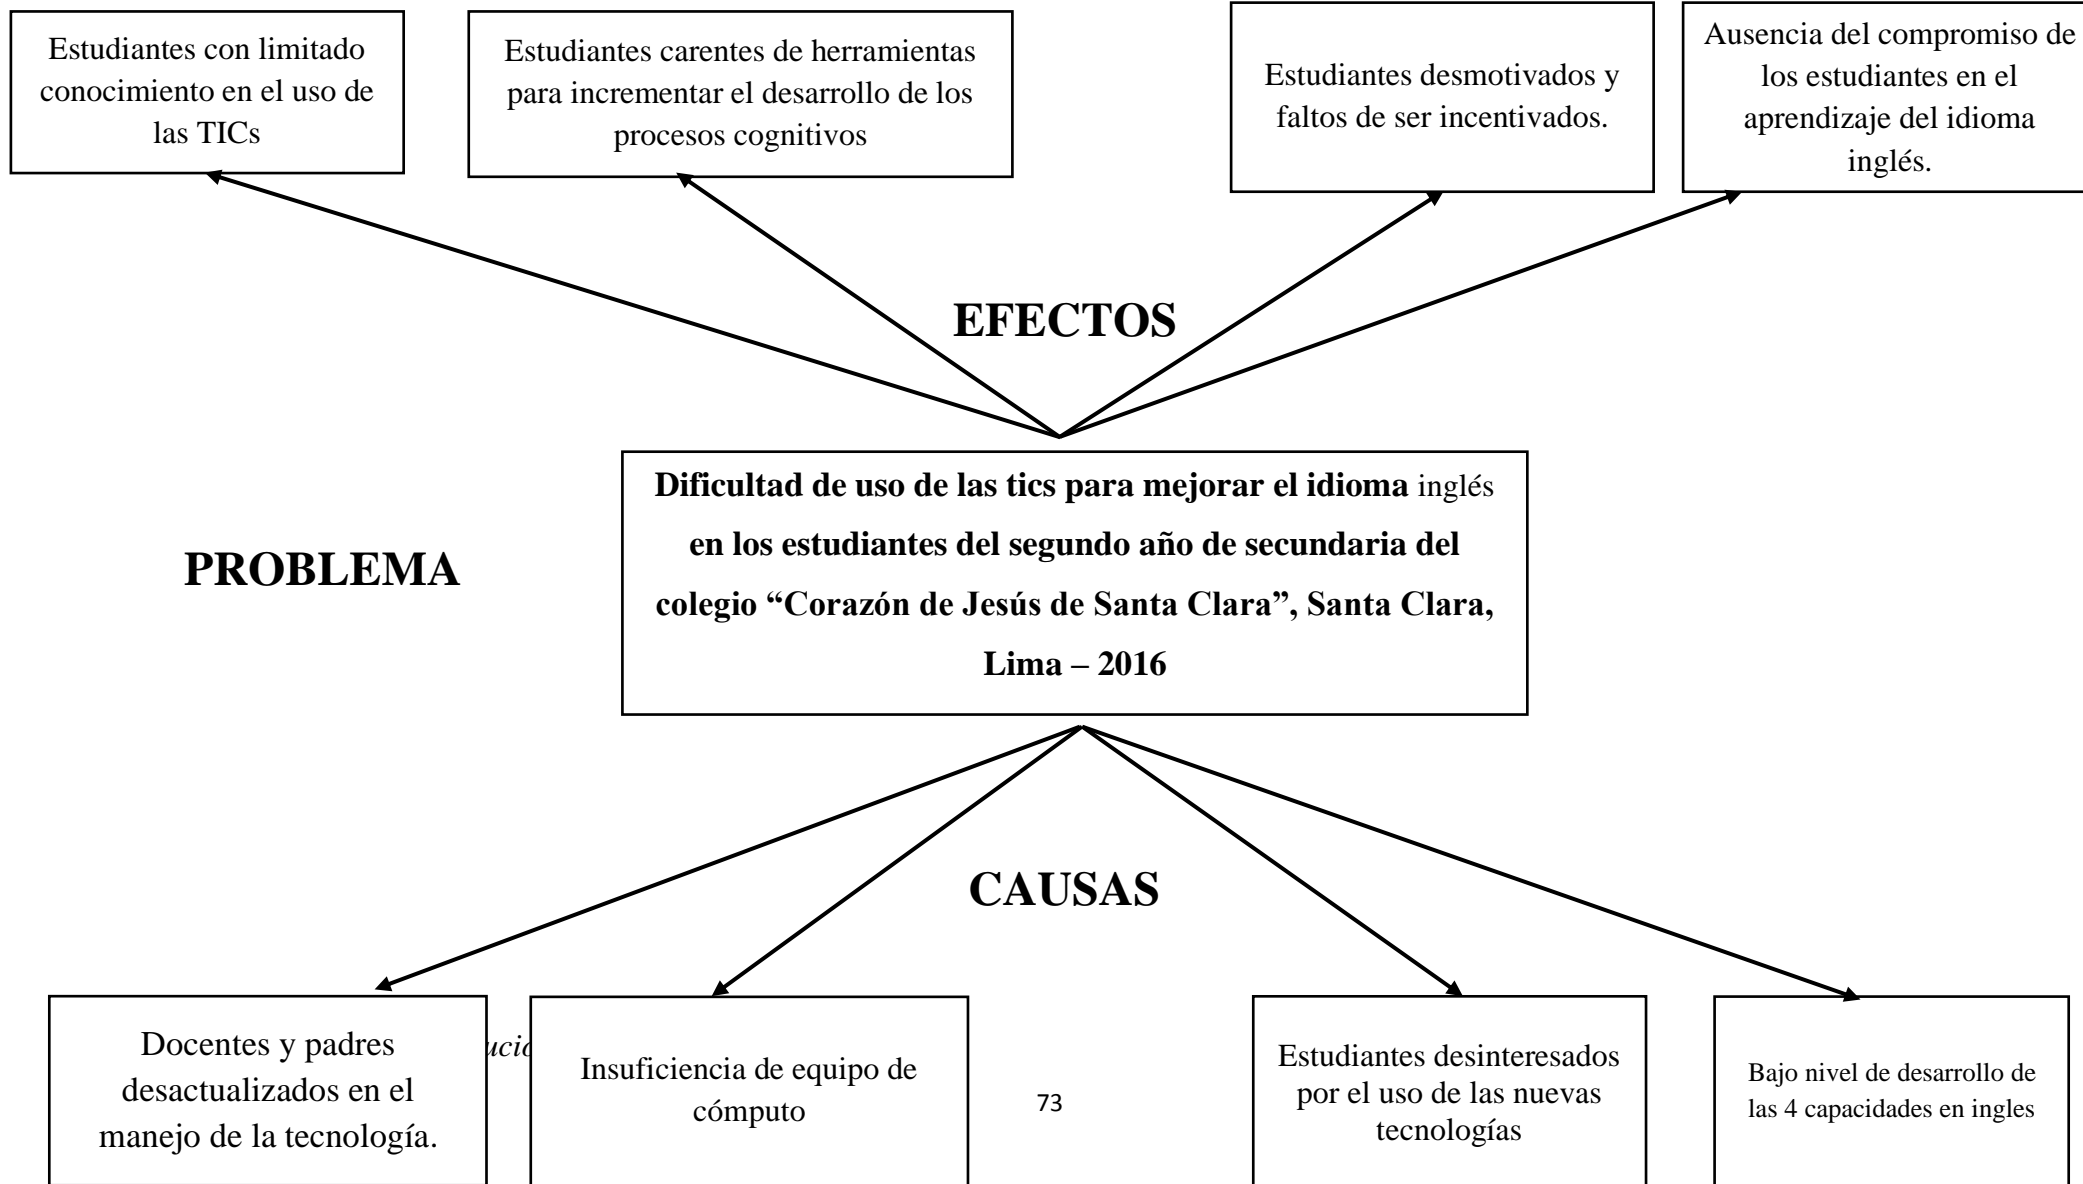 Estudiantes con limitado
conocimiento en el uso de
las TICs
Estudiantes carentes de herramientas
para incrementar el desarrollo de los
procesos cognitivos
Estudiantes desmotivados y
faltos de ser incentivados.
Ausencia del compromiso de
los estudiantes en el
aprendizaje del idioma
inglés.
EFECTOS
PROBLEMA
Dificultad de uso de las tics para mejorar el idioma inglés
en los estudiantes del segundo año de secundaria del
colegio “Corazón de Jesús de Santa Clara”, Santa Clara,
Lima – 2016
CAUSAS
Docentes y padres
desactualizados en el
manejo de la tecnología.
Insuficiencia de equipo de
cómputo
73
Estudiantes desinteresados
por el uso de las nuevas
tecnologías
Bajo nivel de desarrollo de
las 4 capacidades en ingles